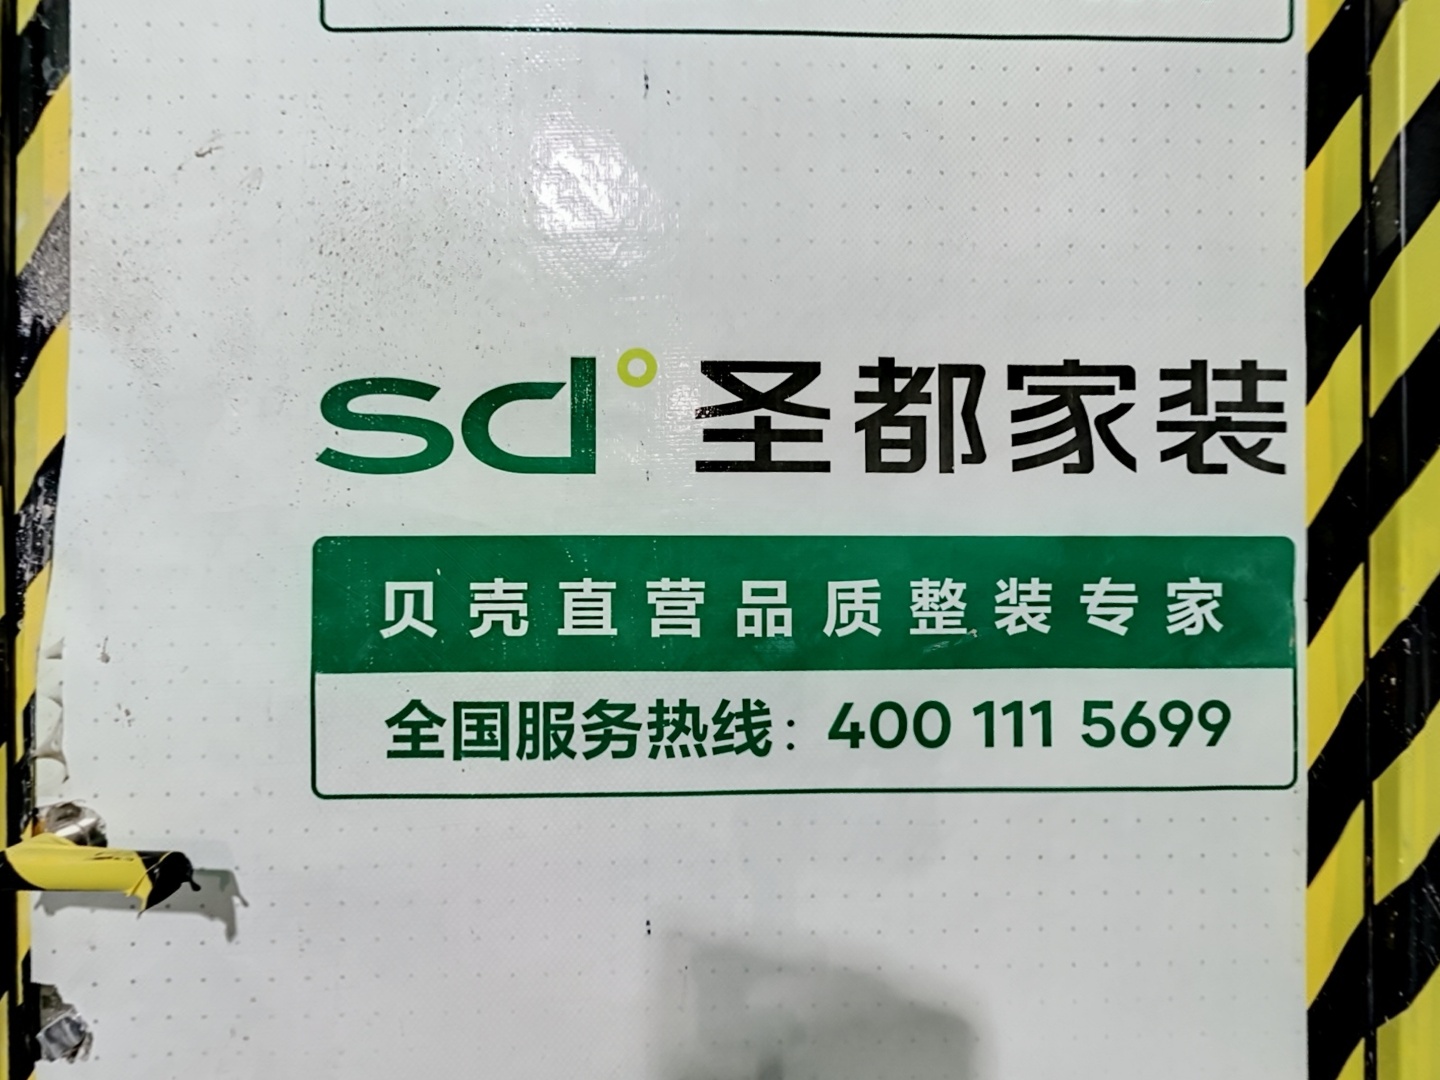 sd° 圣都家装
贝壳直营品质整装专家
全国服务热线：400 111 5699